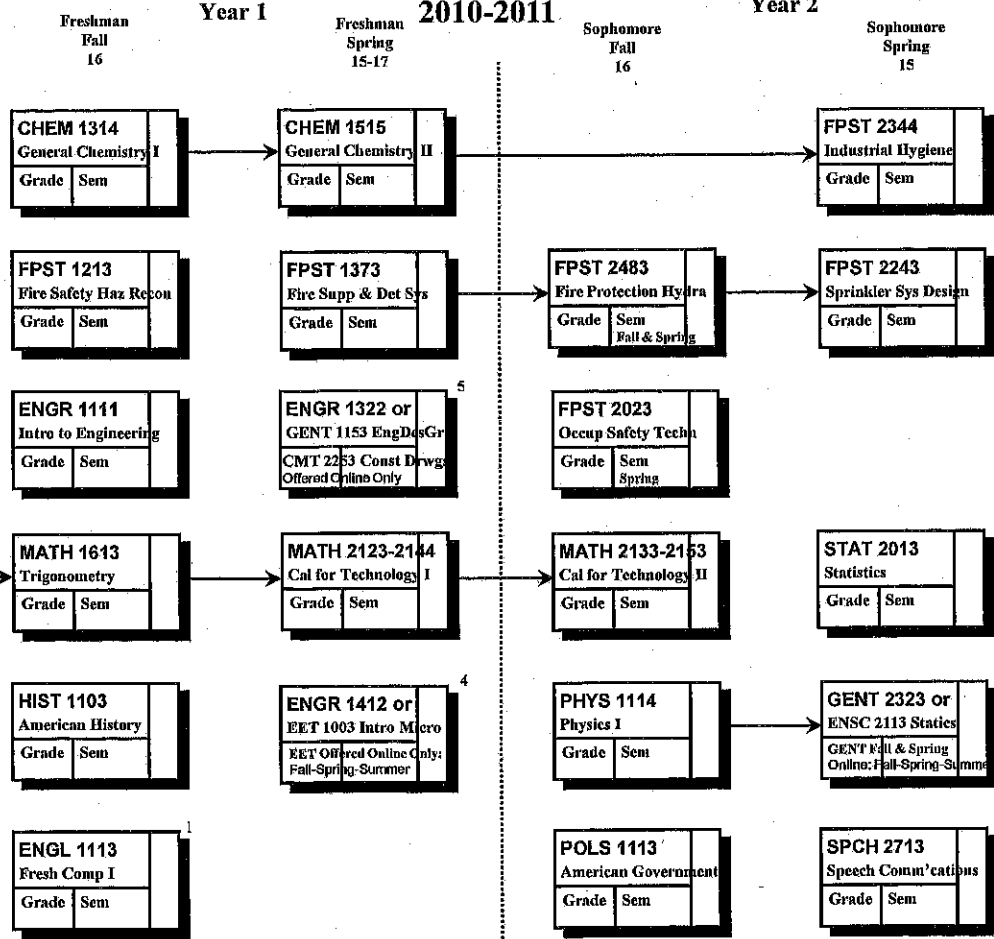 Year 1
2010-2011
Year 2
Freshman
Fall
16
Freshman
Spring
15-17
Sophomore
Fall
16
Sophomore
Spring
15
CHEM 1314
General Chemistry I
Grade Sem
CHEM 1515
General Chemistry II
Grade Sem
FPST 2344
Industrial Hygiene
Grade Sem
FPST 1213
Fire Safety Haz Recon
Grade Sem
FPST 1373
Fire Supp & Det Sys
Grade Sem
FPST 2483
Fire Protection Hydra
Grade Sem
Fall & Spring
FPST 2243
Sprinkler Sys Design
Grade Sem
ENGR 1111
Intro to Engineering
Grade Sem
5
ENGR 1322 or
GENT 1153 EngDesGr
CMT 2253 Const Drwgs
Offered Online Only
FPST 2023
Occup Safety Techn
Grade Sem
Spring
MATH 1613
Trigonometry
Grade Sem
MATH 2123-2144
Cal for Technology I
Grade Sem
MATH 2133-2153
Cal for Technology II
Grade Sem
STAT 2013
Statistics
Grade Sem
HIST 1103
American History
Grade Sem
4
ENGR 1412 or
EET 1003 Intro Micro
EET Offered Online Only:
Fall-Spring-Summer
PHYS 1114
Physics I
Grade Sem
GENT 2323 or
ENSC 2113 Statics
GENT Fall & Spring
Online: Fall-Spring-Summe
1
ENGL 1113
Fresh Comp I
Grade Sem
POLS 1113
American Government
Grade Sem
SPCH 2713
Speech Comm'cations
Grade Sem